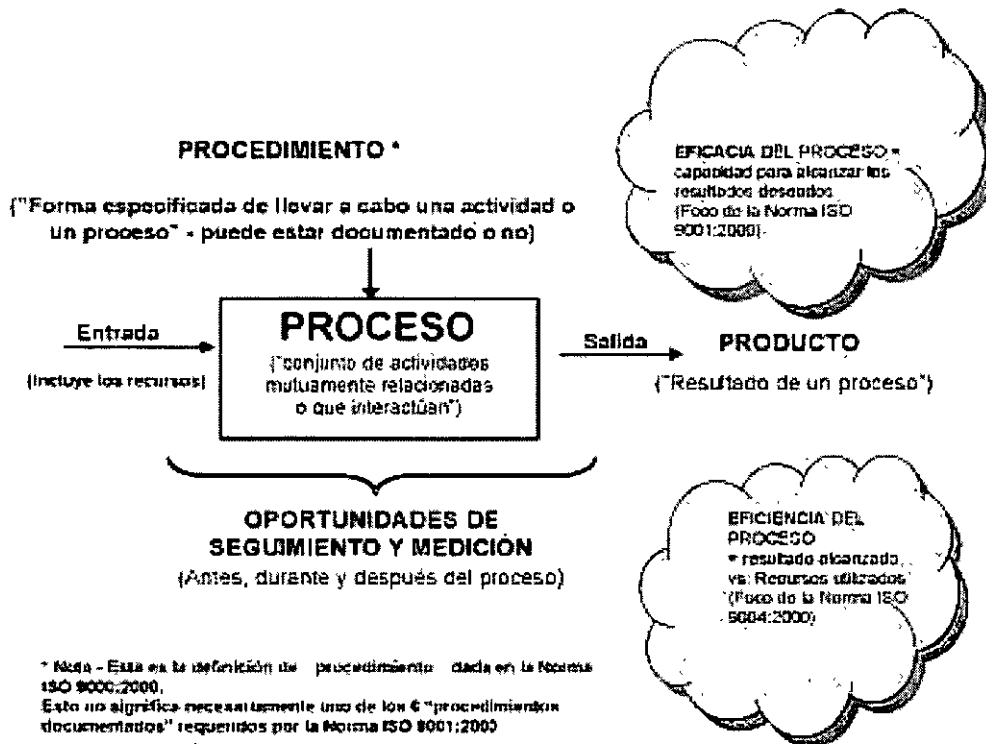 PROCEDIMIENTO *
("Forma especificada de llevar a cabo una actividad o
un proceso" - puede estar documentado o no)
EFICACIA DEL PROCESO =
capacidad para alcanzar los
resultados deseados
(Foco de la Norma ISO
9001:2000)
Entrada
(Incluye los recursos)
PROCESO
("conjunto de actividades
mutuamente relacionadas
o que interactúan")
Salida
PRODUCTO
("Resultado de un proceso")
OPORTUNIDADES DE
SEGUIMIENTO Y MEDICIÓN
(Antes, durante y después del proceso)
EFICIENCIA DEL
PROCESO
= resultado alcanzado
vs. Recursos utilizados
(Foco de la Norma ISO
9004:2000)
* Nota - Esta es la definición de procedimiento dada en la Norma
ISO 9000:2000.
Esto no significa necesariamente uno de los 6 "procedimientos
documentados" requeridos por la Norma ISO 9001:2000